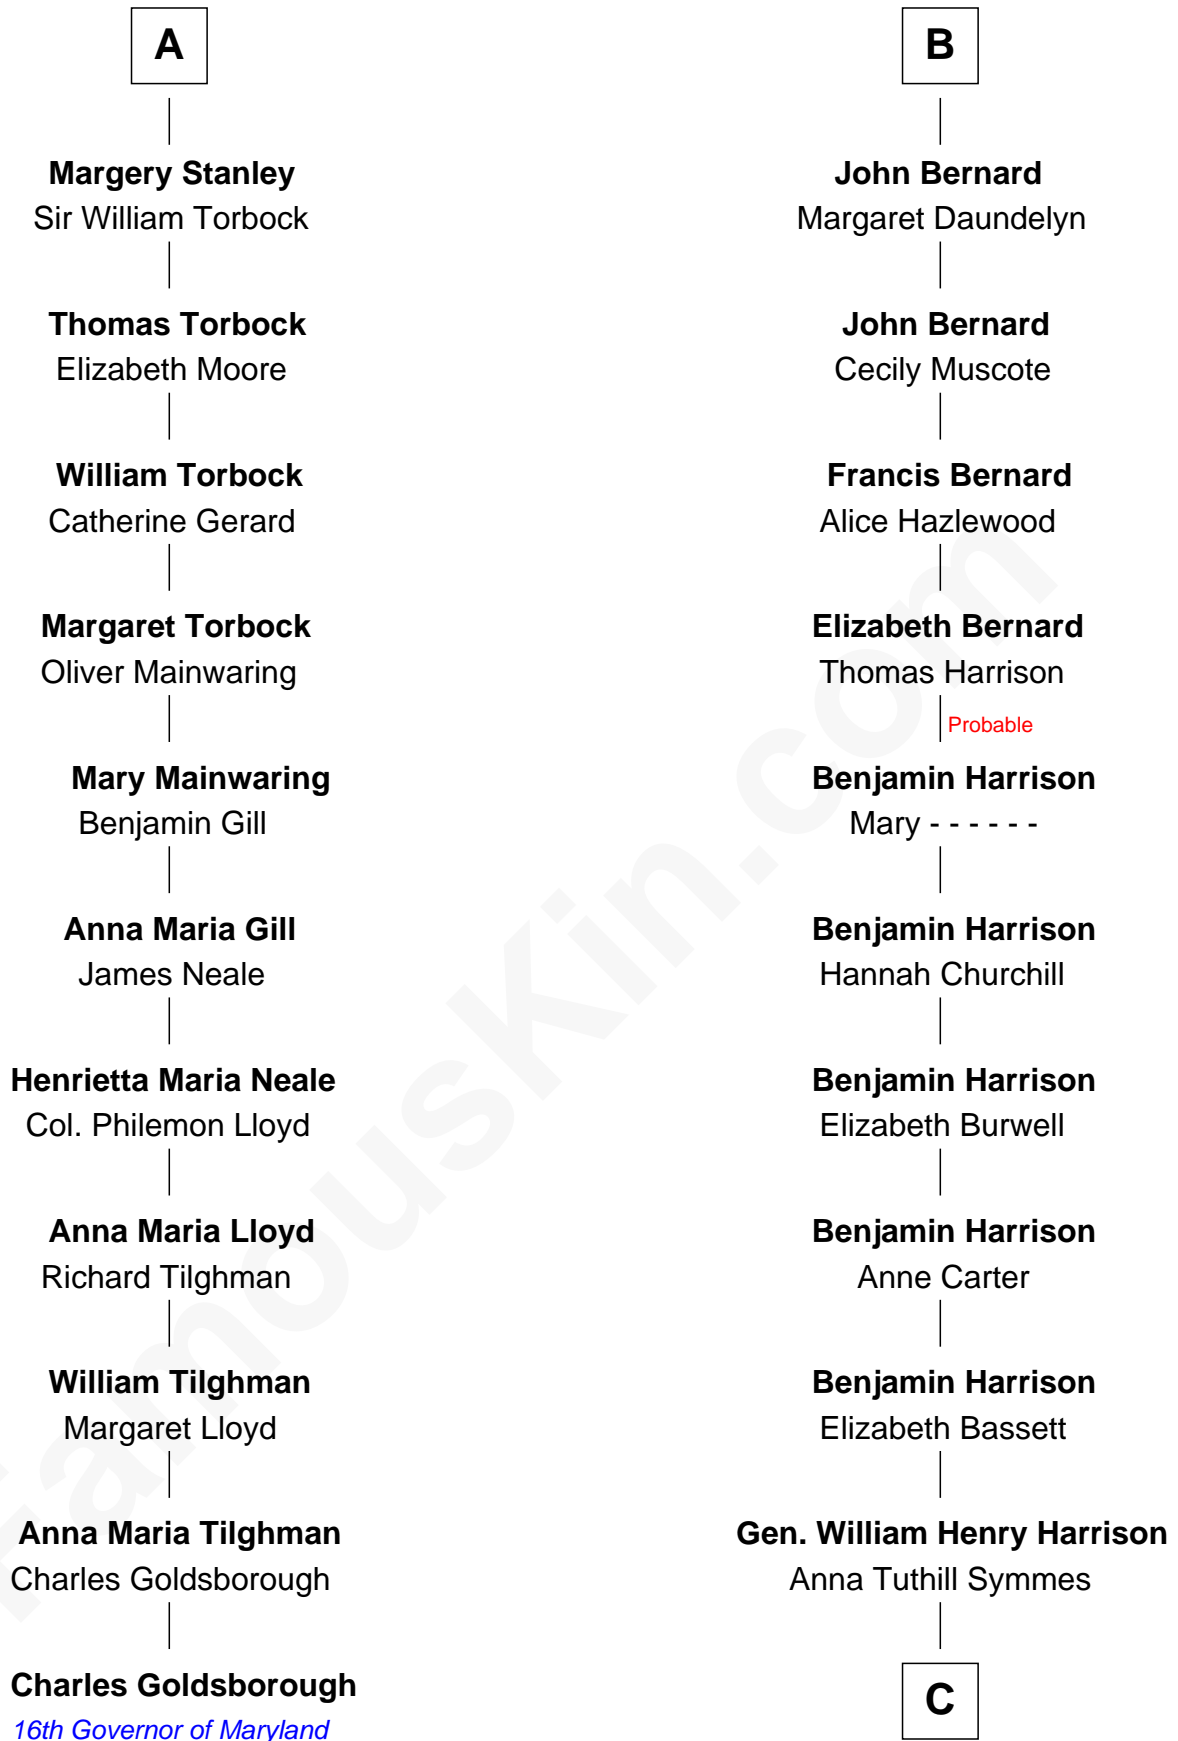 A
Margery Stanley
Sir William Torbock
Thomas Torbock
Elizabeth Moore
William Torbock
Catherine Gerard
Margaret Torbock
Oliver Mainwaring
Mary Mainwaring
Benjamin Gill
Anna Maria Gill
James Neale
Henrietta Maria Neale
Col. Philemon Lloyd
Anna Maria Lloyd
Richard Tilghman
William Tilghman
Margaret Lloyd
Anna Maria Tilghman
Charles Goldsborough
Charles Goldsborough
16th Governor of Maryland
B
John Bernard
Margaret Daundelyn
John Bernard
Cecily Muscote
Francis Bernard
Alice Hazlewood
Elizabeth Bernard
Thomas Harrison
Probable
Benjamin Harrison
Mary - - - - - -
Benjamin Harrison
Hannah Churchill
Benjamin Harrison
Elizabeth Burwell
Benjamin Harrison
Anne Carter
Benjamin Harrison
Elizabeth Bassett
Gen. William Henry Harrison
Anna Tuthill Symmes
C
FamousKin.com